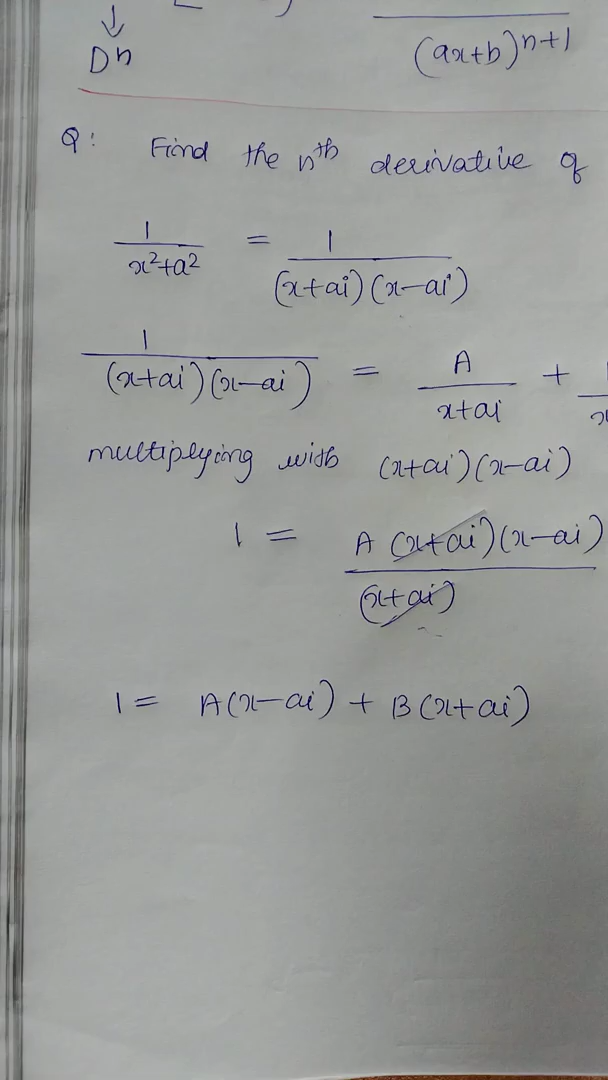 ↓
Dⁿ
(ax+b)ⁿ⁺¹
Q: Find the nᵗʰ derivative of
1/(x²+a²) = 1/((x+ai)(x-ai))
1/((x+ai)(x-ai)) = A/(x+ai) +
multiplying with (x+ai)(x-ai)
1 = A(x+ai)(x-ai)/(x+ai)
1 = A(x-ai) + B(x+ai)